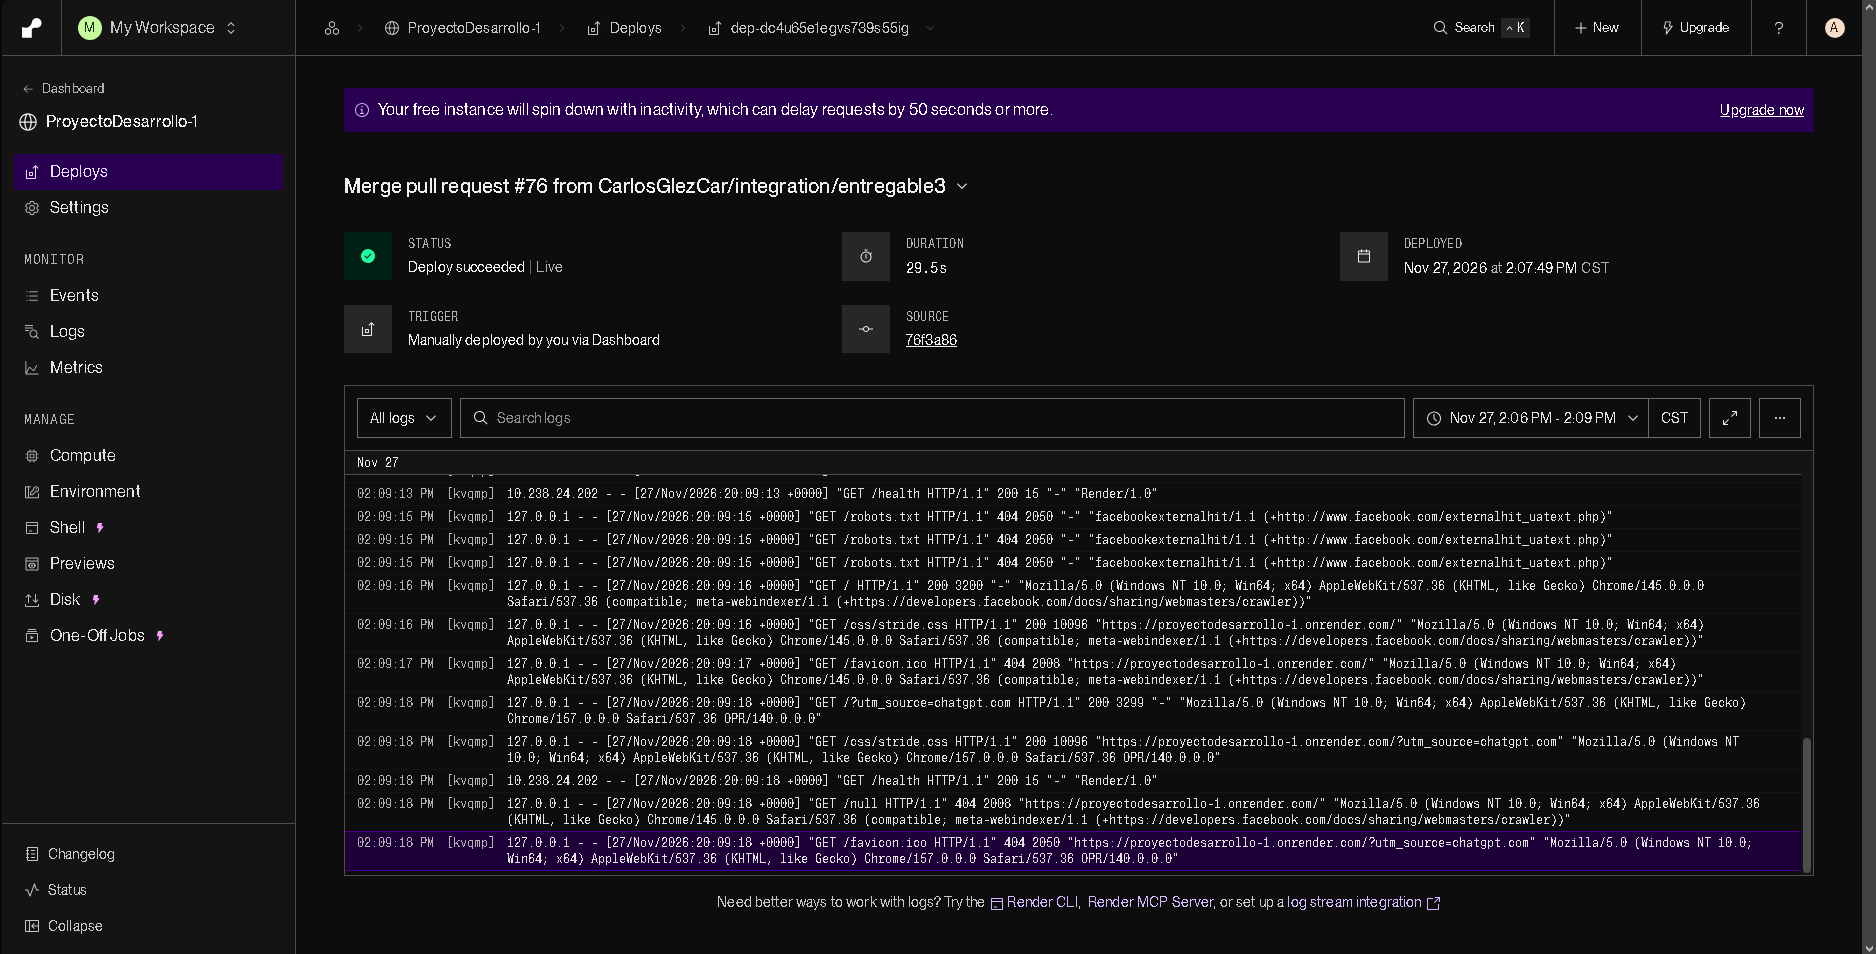 M My Workspace
ProyectoDesarrollo-1 Deploys dep-dc4u65e1egvs739s55ig
Search ⌃ K
+ New
Upgrade
?
A
← Dashboard
ProyectoDesarrollo-1
Deploys
Settings
MONITOR
Events
Logs
Metrics
MANAGE
Compute
Environment
Shell
Previews
Disk
One-Off Jobs
Changelog
Status
Collapse
Your free instance will spin down with inactivity, which can delay requests by 50 seconds or more.
Upgrade now
Merge pull request #76 from CarlosGlezCar/integration/entregable3
STATUS
Deploy succeeded | Live
DURATION
29.5s
DEPLOYED
Nov 27, 2026 at 2:07:49 PM CST
TRIGGER
Manually deployed by you via Dashboard
SOURCE
76f3a86
All logs
Search logs
Nov 27, 2:06 PM - 2:09 PM
CST
Nov 27
02:09:13 PM [kvqmp] 10.238.24.202 - - [27/Nov/2026:20:09:13 +0000] "GET /health HTTP/1.1" 200 15 "-" "Render/1.0"
02:09:15 PM [kvqmp] 127.0.0.1 - - [27/Nov/2026:20:09:15 +0000] "GET /robots.txt HTTP/1.1" 404 2050 "-" "facebookexternalhit/1.1 (+http://www.facebook.com/externalhit_uatext.php)"
02:09:15 PM [kvqmp] 127.0.0.1 - - [27/Nov/2026:20:09:15 +0000] "GET /robots.txt HTTP/1.1" 404 2050 "-" "facebookexternalhit/1.1 (+http://www.facebook.com/externalhit_uatext.php)"
02:09:15 PM [kvqmp] 127.0.0.1 - - [27/Nov/2026:20:09:15 +0000] "GET /robots.txt HTTP/1.1" 404 2050 "-" "facebookexternalhit/1.1 (+http://www.facebook.com/externalhit_uatext.php)"
02:09:16 PM [kvqmp] 127.0.0.1 - - [27/Nov/2026:20:09:16 +0000] "GET / HTTP/1.1" 200 3200 "-" "Mozilla/5.0 (Windows NT 10.0; Win64; x64) AppleWebKit/537.36 (KHTML, like Gecko) Chrome/145.0.0.0
Safari/537.36 (compatible; meta-webindexer/1.1 (+https://developers.facebook.com/docs/sharing/webmasters/crawler))"
02:09:16 PM [kvqmp] 127.0.0.1 - - [27/Nov/2026:20:09:16 +0000] "GET /css/stride.css HTTP/1.1" 200 10096 "https://proyectodesarrollo-1.onrender.com/" "Mozilla/5.0 (Windows NT 10.0; Win64; x64)
AppleWebKit/537.36 (KHTML, like Gecko) Chrome/145.0.0.0 Safari/537.36 (compatible; meta-webindexer/1.1 (+https://developers.facebook.com/docs/sharing/webmasters/crawler))"
02:09:17 PM [kvqmp] 127.0.0.1 - - [27/Nov/2026:20:09:17 +0000] "GET /favicon.ico HTTP/1.1" 404 2008 "https://proyectodesarrollo-1.onrender.com/" "Mozilla/5.0 (Windows NT 10.0; Win64; x64)
AppleWebKit/537.36 (KHTML, like Gecko) Chrome/145.0.0.0 Safari/537.36 (compatible; meta-webindexer/1.1 (+https://developers.facebook.com/docs/sharing/webmasters/crawler))"
02:09:18 PM [kvqmp] 127.0.0.1 - - [27/Nov/2026:20:09:18 +0000] "GET /?utm_source=chatgpt.com HTTP/1.1" 200 3299 "-" "Mozilla/5.0 (Windows NT 10.0; Win64; x64) AppleWebKit/537.36 (KHTML, like Gecko)
Chrome/157.0.0.0 Safari/537.36 OPR/140.0.0.0"
02:09:18 PM [kvqmp] 127.0.0.1 - - [27/Nov/2026:20:09:18 +0000] "GET /css/stride.css HTTP/1.1" 200 10096 "https://proyectodesarrollo-1.onrender.com/?utm_source=chatgpt.com" "Mozilla/5.0 (Windows NT
10.0; Win64; x64) AppleWebKit/537.36 (KHTML, like Gecko) Chrome/157.0.0.0 Safari/537.36 OPR/140.0.0.0"
02:09:18 PM [kvqmp] 10.238.24.202 - - [27/Nov/2026:20:09:18 +0000] "GET /health HTTP/1.1" 200 15 "-" "Render/1.0"
02:09:18 PM [kvqmp] 127.0.0.1 - - [27/Nov/2026:20:09:18 +0000] "GET /null HTTP/1.1" 404 2008 "https://proyectodesarrollo-1.onrender.com/" "Mozilla/5.0 (Windows NT 10.0; Win64; x64) AppleWebKit/537.36
(KHTML, like Gecko) Chrome/145.0.0.0 Safari/537.36 (compatible; meta-webindexer/1.1 (+https://developers.facebook.com/docs/sharing/webmasters/crawler))"
02:09:18 PM [kvqmp] 127.0.0.1 - - [27/Nov/2026:20:09:18 +0000] "GET /favicon.ico HTTP/1.1" 404 2050 "https://proyectodesarrollo-1.onrender.com/?utm_source=chatgpt.com" "Mozilla/5.0 (Windows NT 10.0;
Win64; x64) AppleWebKit/537.36 (KHTML, like Gecko) Chrome/157.0.0.0 Safari/537.36 OPR/140.0.0.0"
Need better ways to work with logs? Try the Render CLI, Render MCP Server, or set up a log stream integration